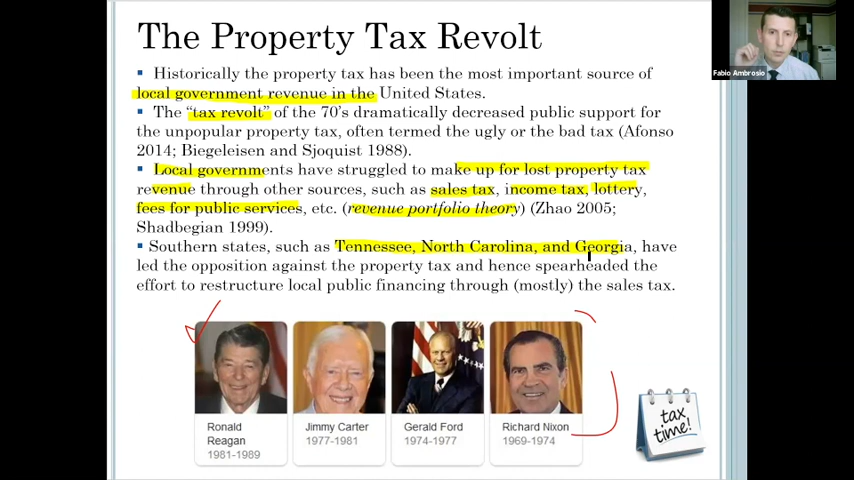 The Property Tax Revolt
▪ Historically the property tax has been the most important source of
local government revenue in the United States.
▪ The “tax revolt” of the 70’s dramatically decreased public support for
the unpopular property tax, often termed the ugly or the bad tax (Afonso
2014; Biegeleisen and Sjoquist 1988).
▪ Local governments have struggled to make up for lost property tax
revenue through other sources, such as sales tax, income tax, lottery,
fees for public services, etc. (revenue portfolio theory) (Zhao 2005;
Shadbegian 1999).
▪ Southern states, such as Tennessee, North Carolina, and Georgia, have
led the opposition against the property tax and hence spearheaded the
effort to restructure local public financing through (mostly) the sales tax.
Ronald
Reagan
1981-1989
Jimmy Carter
1977-1981
Gerald Ford
1974-1977
Richard Nixon
1969-1974
tax
time!
Fabio Ambrosio